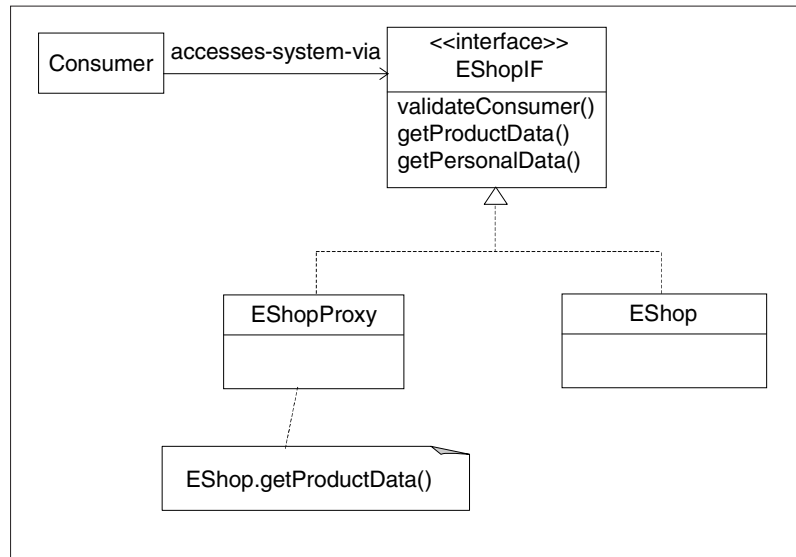 Consumer
accesses-system-via
<<interface>>
EShopIF
validateConsumer()
getProductData()
getPersonalData()
EShopProxy
EShop
EShop.getProductData()